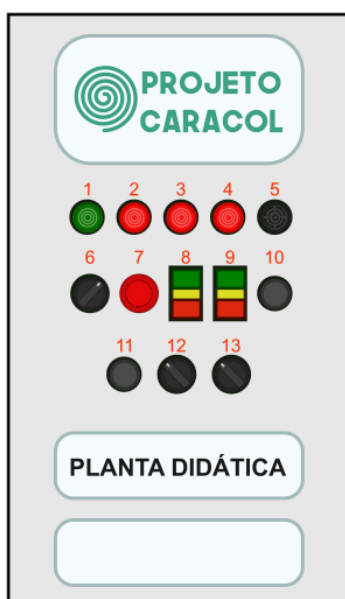 PROJETO
CARACOL
1 2 3 4 5
6 7 8 9 10
11 12 13
PLANTA DIDÁTICA